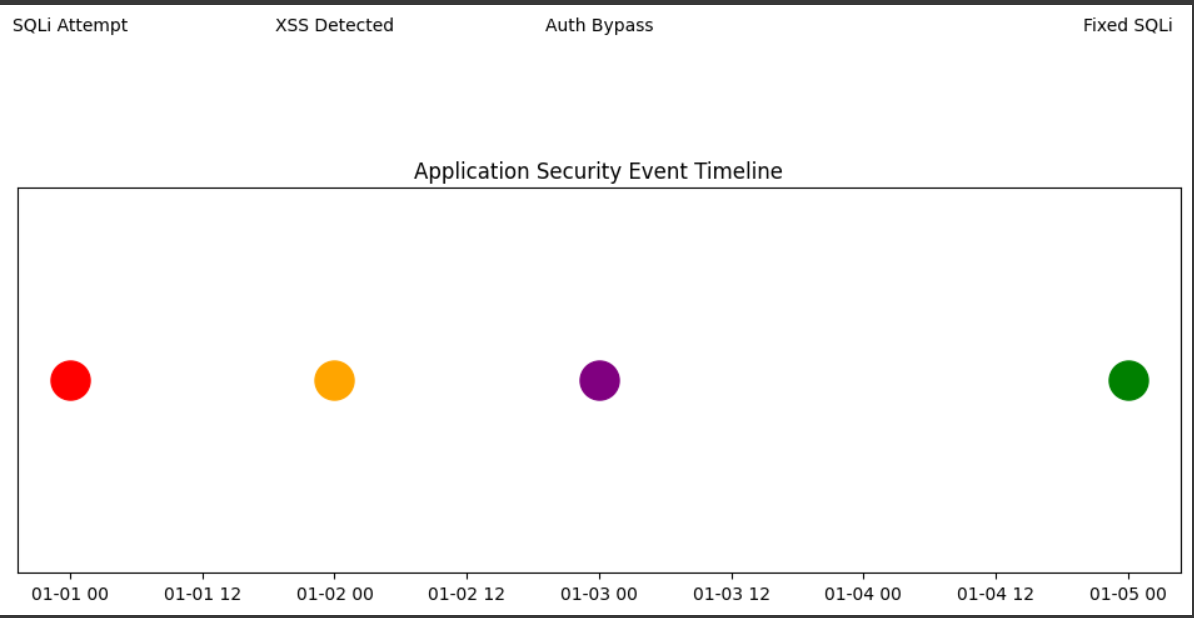 SQLi Attempt XSS Detected Auth Bypass Fixed SQLi
Application Security Event Timeline
01-01 00 01-01 12 01-02 00 01-02 12 01-03 00 01-03 12 01-04 00 01-04 12 01-05 00